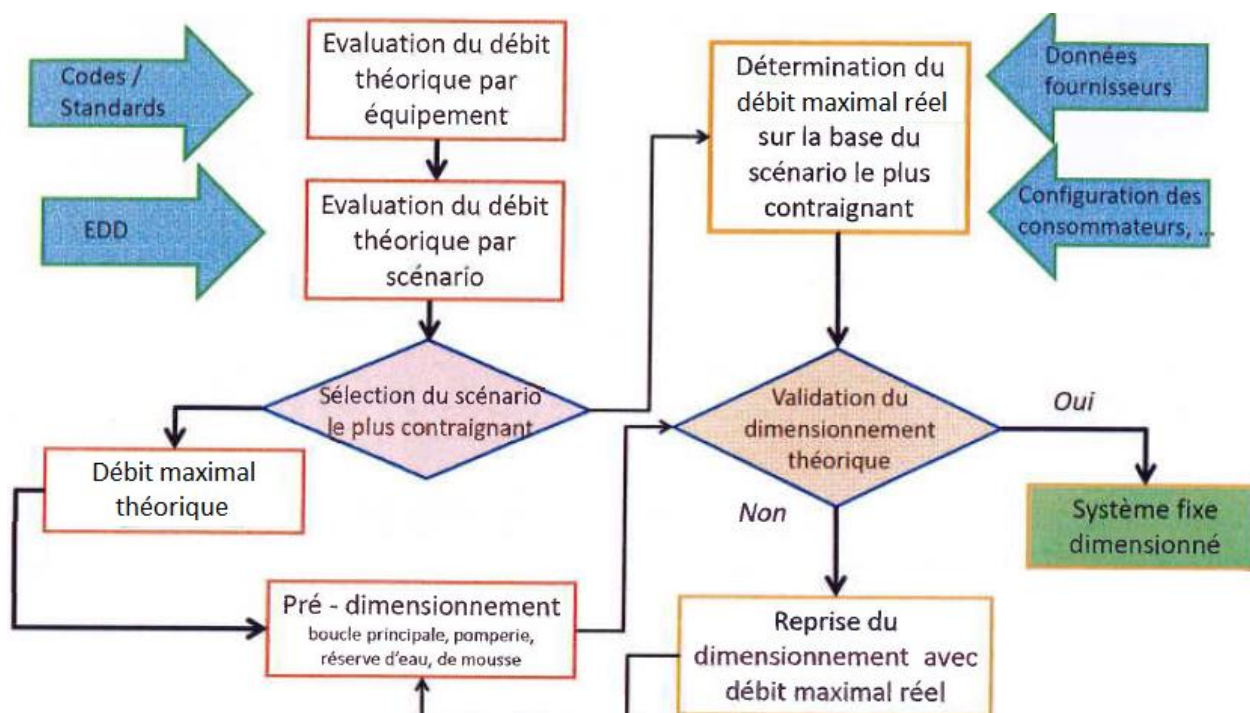 Codes /
Standards
Evaluation du débit
théorique par
équipement
EDD
Evaluation du débit
théorique par
scénario
Sélection du scénario
le plus contraignant
Débit maximal
théorique
Pré - dimensionnement
boucle principale, pomperie,
réserve d'eau, de mousse
Détermination du
débit maximal réel
sur la base du
scénario le plus
contraignant
Données
fournisseurs
Configuration des
consommateurs, ...
Validation du
dimensionnement
théorique
Oui
Non
Système fixe
dimensionné
Reprise du
dimensionnement avec
débit maximal réel